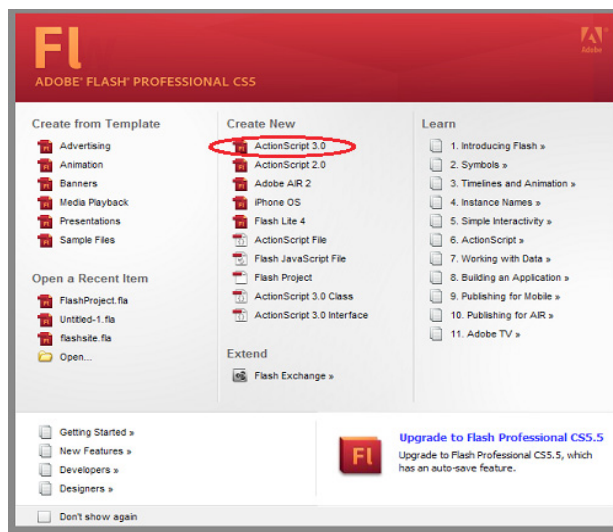 Fl
Adobe
ADOBE® FLASH® PROFESSIONAL CS5
Create from Template
Advertising
Animation
Banners
Media Playback
Presentations
Sample Files
Open a Recent Item
FlashProject.fla
Untitled-1.fla
flashsite.fla
Open...
Create New
ActionScript 3.0
ActionScript 2.0
Adobe AIR 2
iPhone OS
Flash Lite 4
ActionScript File
Flash JavaScript File
Flash Project
ActionScript 3.0 Class
ActionScript 3.0 Interface
Extend
Flash Exchange »
Learn
1. Introducing Flash »
2. Symbols »
3. Timelines and Animation »
4. Instance Names »
5. Simple Interactivity »
6. ActionScript »
7. Working with Data »
8. Building an Application »
9. Publishing for Mobile »
10. Publishing for AIR »
11. Adobe TV »
Getting Started »
New Features »
Developers »
Designers »
Fl
Upgrade to Flash Professional CS5.5
Upgrade to Flash Professional CS5.5, which
has an auto-save feature.
Don't show again